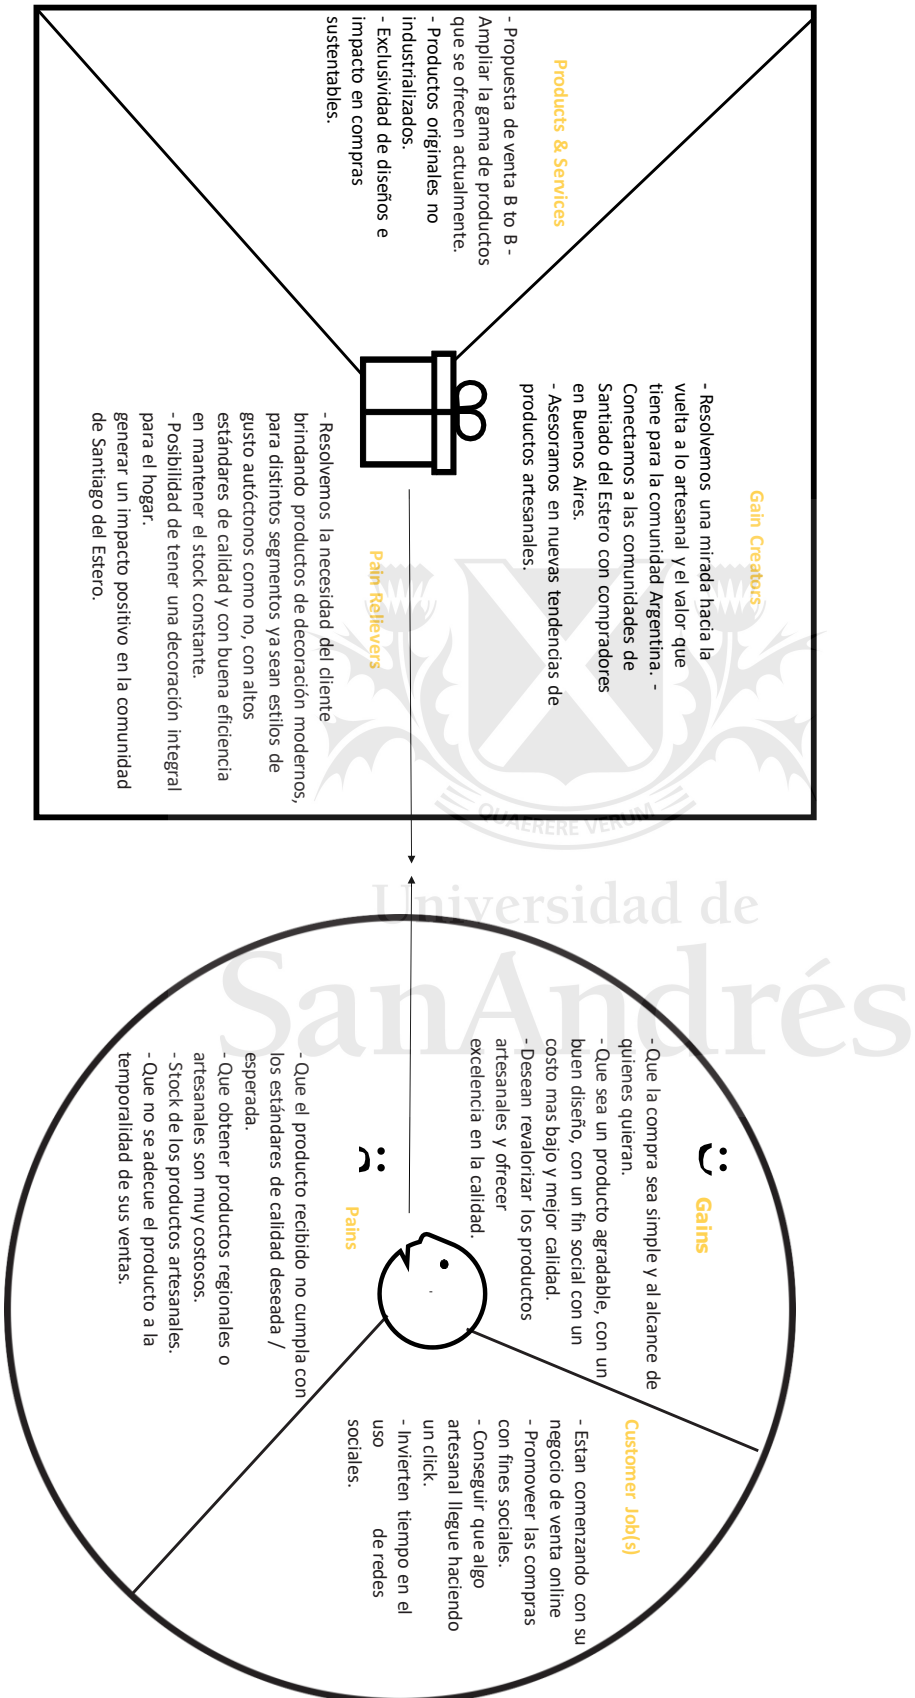 Products & Services
- Propuesta de venta B to B -
Ampliar la gama de productos
que se ofrecen actualmente.
- Productos originales no
industrializados.
- Exclusividad de diseños e
impacto en compras
sustentables.
Gain Creators
- Resolvemos una mirada hacia la
vuelta a lo artesanal y el valor que
tiene para la comunidad Argentina. -
Conectamos a las comunidades de
Santiado del Estero con compradores
en Buenos Aires.
- Asesoramos en nuevas tendencias de
productos artesanales.
Pain Relievers
- Resolvemos la necesidad del cliente
brindando productos de decoración modernos,
para distintos segmentos ya sean estilos de
gusto autóctonos como no, con altos
estándares de calidad y con buena eficiencia
en mantener el stock constante.
- Posibilidad de tener una decoración integral
para el hogar.
generar un impacto positivo en la comunidad
de Santiago del Estero.
Gains
- Que la compra sea simple y al alcance de
quienes quieran.
- Que sea un producto agradable, con un
buen diseño, con un fin social con un
costo mas bajo y mejor calidad.
- Desean revalorizar los productos
artesanales y ofrecer
excelencia en la calidad.
Pains
- Que el producto recibido no cumpla con
los estándares de calidad deseada /
esperada.
- Que obtener productos regionales o
artesanales son muy costosos.
- Stock de los productos artesanales.
- Que no se adecue el producto a la
temporalidad de sus ventas.
Customer Job(s)
- Estan comenzando con su
negocio de venta online
- Promoveer las compras
con fines sociales.
- Conseguir que algo
artesanal llegue haciendo
un click.
- Invierten tiempo en el
uso de redes
sociales.
QUAERERE VERUM
Universidad de
SanAndrés